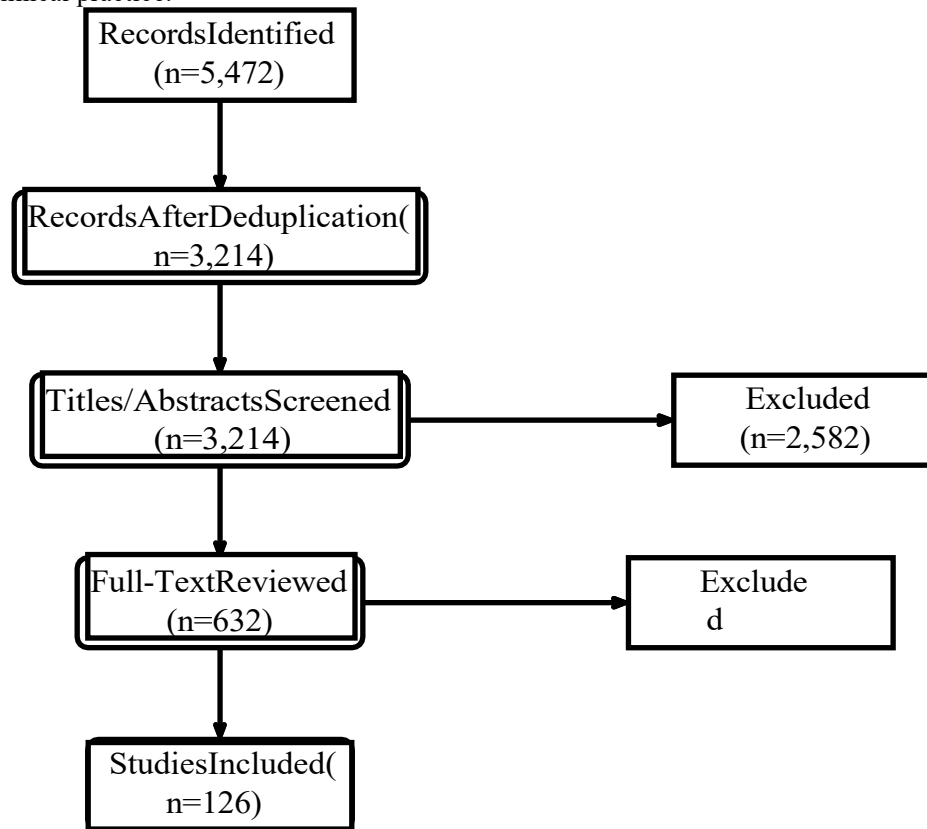 RecordsIdentified
(n=5,472)
RecordsAfterDeduplication(
n=3,214)
Titles/AbstractsScreened
(n=3,214)
Excluded
(n=2,582)
Full-TextReviewed
(n=632)
Exclude
d
StudiesIncluded(
n=126)